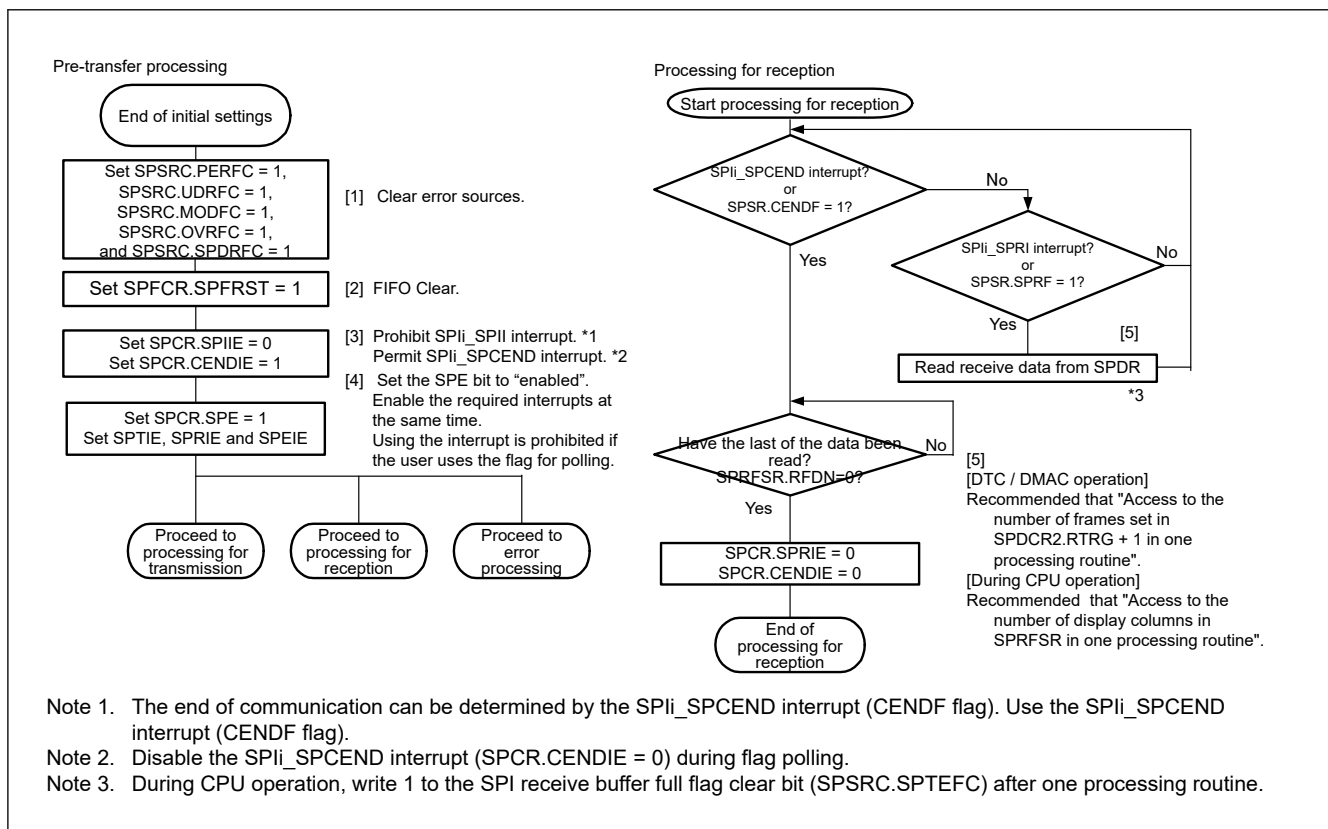 Pre-transfer processing
End of initial settings
Set SPSRC.PERFC = 1,
SPSRC.UDRFC = 1,
SPSRC.MODFC = 1,
SPSRC.OVRFC = 1,
and SPSRC.SPDRFC = 1
[1] Clear error sources.
Set SPFCR.SPFRST = 1
[2] FIFO Clear.
Set SPCR.SPIIE = 0
Set SPCR.CENDIE = 1
[3] Prohibit SPIi_SPII interrupt. *1
Permit SPIi_SPCEND interrupt. *2
Set SPCR.SPE = 1
Set SPTIE, SPRIE and SPEIE
[4] Set the SPE bit to “enabled”.
Enable the required interrupts at
the same time.
Using the interrupt is prohibited if
the user uses the flag for polling.
Proceed to
processing for
transmission
Proceed to
processing for
reception
Proceed to
error
processing
Processing for reception
Start processing for reception
SPIi_SPCEND interrupt?
or
SPSR.CENDF = 1?
No
Yes
SPIi_SPRI interrupt?
or
SPSR.SPRF = 1?
No
Yes
[5]
Read receive data from SPDR
*3
Have the last of the data been
read?
SPRFSR.RFDN=0?
No
Yes
SPCR.SPRIE = 0
SPCR.CENDIE = 0
End of
processing for
reception
[5]
[DTC / DMAC operation]
Recommended that "Access to the
number of frames set in
SPDCR2.RTRG + 1 in one
processing routine".
[During CPU operation]
Recommended that "Access to the
number of display columns in
SPRFSR in one processing routine".
Note 1. The end of communication can be determined by the SPIi_SPCEND interrupt (CENDF flag). Use the SPIi_SPCEND
interrupt (CENDF flag).
Note 2. Disable the SPIi_SPCEND interrupt (SPCR.CENDIE = 0) during flag polling.
Note 3. During CPU operation, write 1 to the SPI receive buffer full flag clear bit (SPSRC.SPTEFC) after one processing routine.